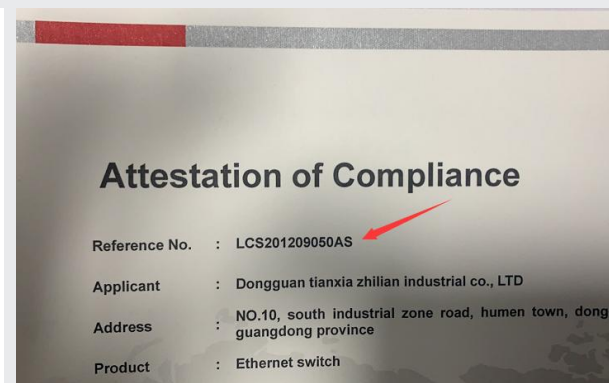 Attestation of Compliance
Reference No. : LCS201209050AS
Applicant : Dongguan tianxia zhilian industrial co., LTD
Address : NO.10, south industrial zone road, humen town, dong
guangdong province
Product : Ethernet switch